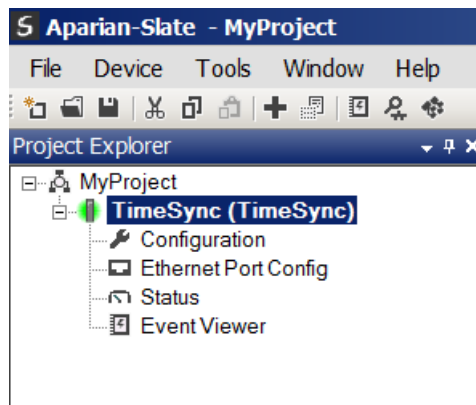 S Aparian-Slate - MyProject
File Device Tools Window Help
Project Explorer
MyProject
TimeSync (TimeSync)
Configuration
Ethernet Port Config
Status
Event Viewer